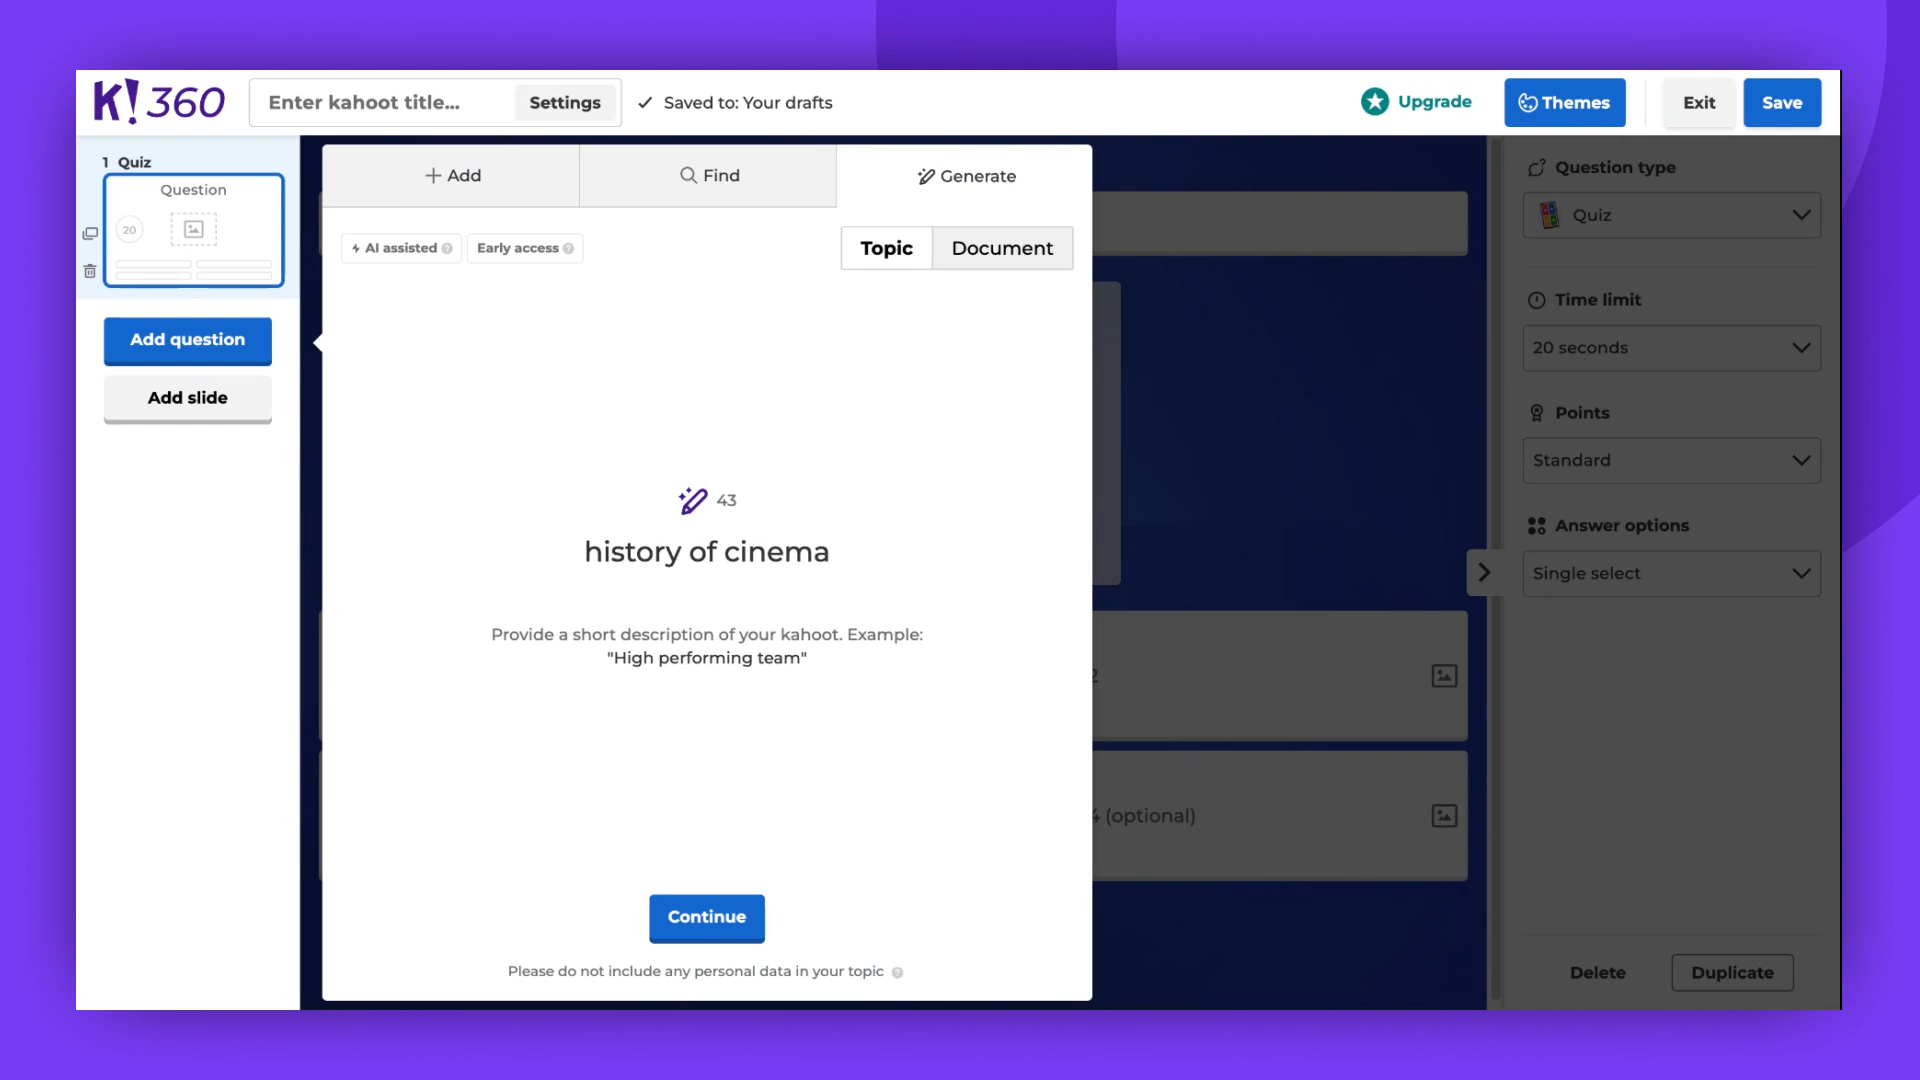 K!360
Enter kahoot title...
Settings
Saved to: Your drafts
Upgrade
Themes
Exit
Save
1 Quiz
Question
20
Add question
Add slide
Add
Find
Generate
AI assisted
Early access
Topic
Document
43
history of cinema
Provide a short description of your kahoot. Example:
"High performing team"
Continue
Please do not include any personal data in your topic
2
4 (optional)
Question type
Quiz
Time limit
20 seconds
Points
Standard
Answer options
Single select
Delete
Duplicate